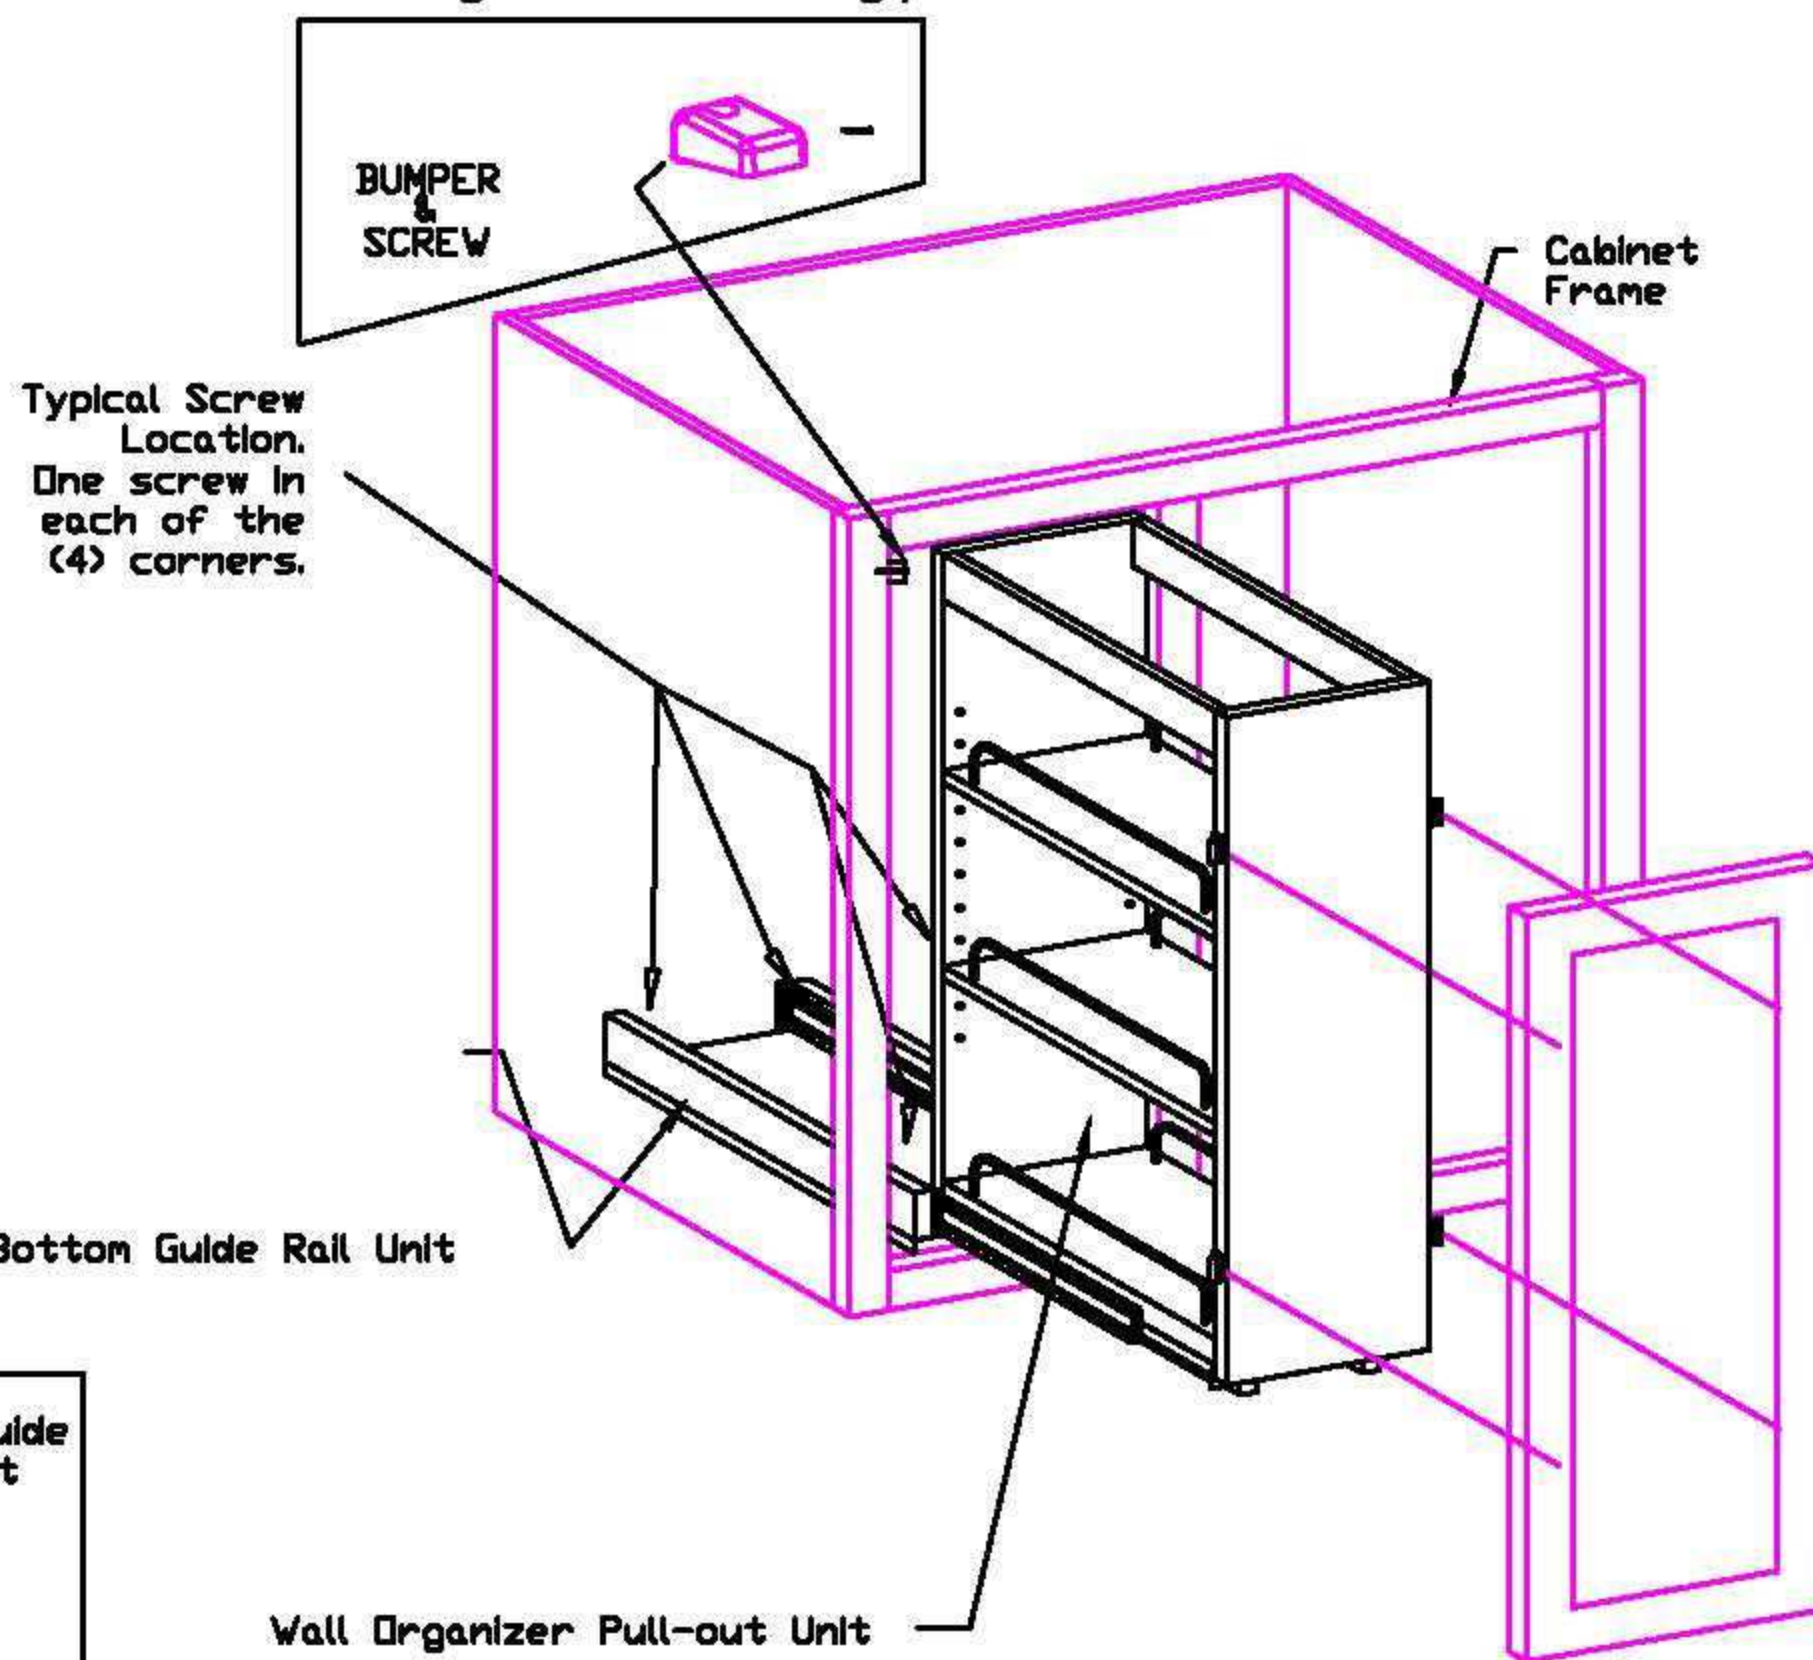 BUMPER
&
SCREW
Cabinet
Frame
Typical Screw
Location.
One screw in
each of the
(4) corners.
Bottom Guide Rail Unit
Wall Organizer Pull-out Unit